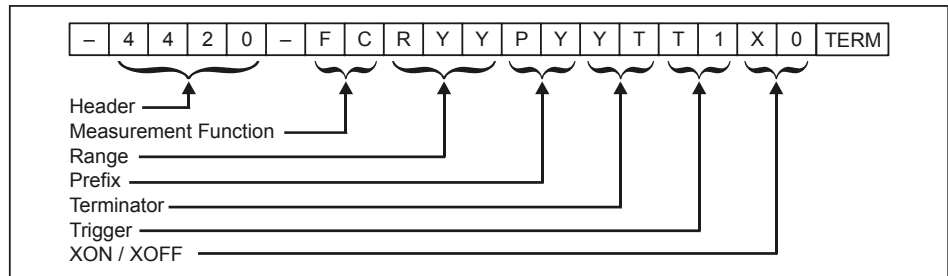 – 4 4 2 0 – F C R Y Y P Y Y T T 1 X 0 TERM
Header
Measurement Function
Range
Prefix
Terminator
Trigger
XON / XOFF